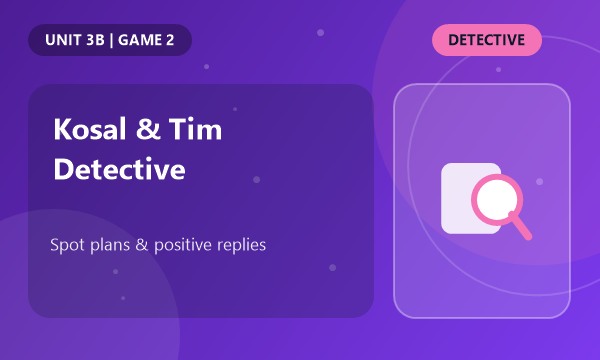 UNIT 3B | GAME 2
DETECTIVE
Kosal & Tim
Detective
Spot plans & positive replies